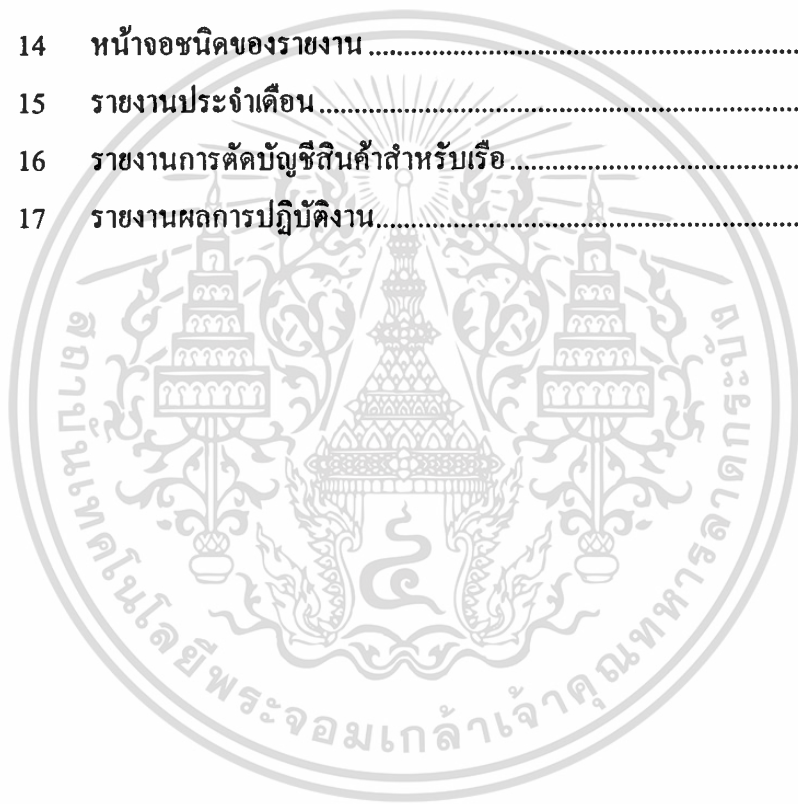 14 หน้าจอชนิดของรายงาน ........................................................................
15 รายงานประจำเดือน ................................................................................
16 รายงานการตัดบัญชีสินค้าสำหรับเรือ ................................................
17 รายงานผลการปฏิบัติงาน .....................................................................
สถาบันเทคโนโลยีพระจอมเกล้าเจ้าคุณทหารลาดกระบัง